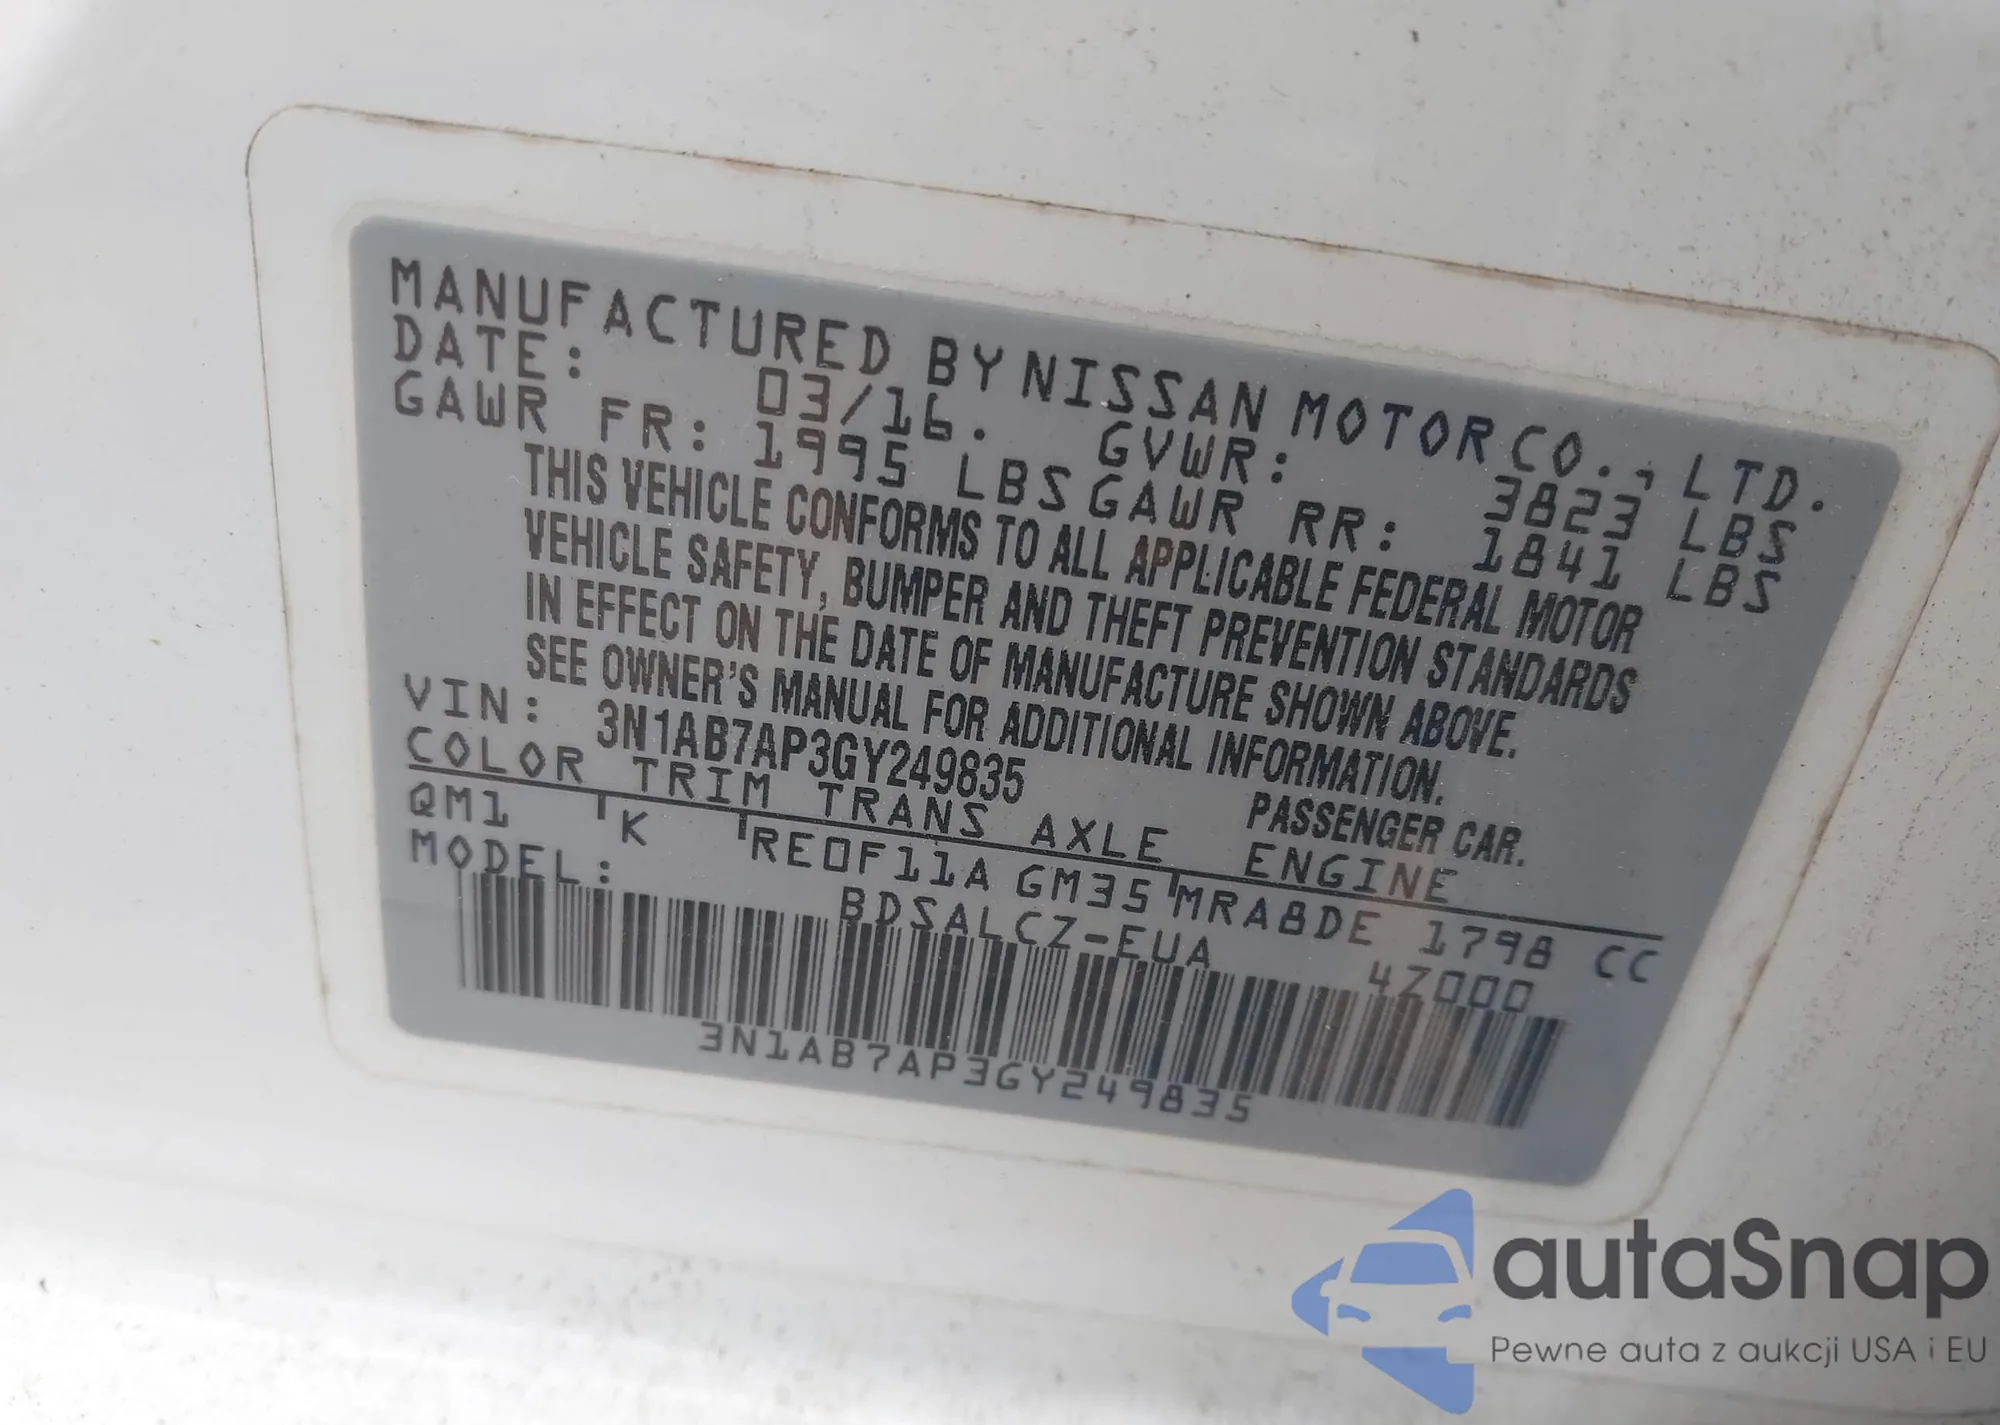 MANUFACTURED BY NISSAN MOTOR CO., LTD.
DATE: 03/16. GVWR: 3823 LBS
GAWR FR: 1995 LBS GAWR RR: 1841 LBS
THIS VEHICLE CONFORMS TO ALL APPLICABLE FEDERAL MOTOR
VEHICLE SAFETY, BUMPER AND THEFT PREVENTION STANDARDS
IN EFFECT ON THE DATE OF MANUFACTURE SHOWN ABOVE.
SEE OWNER'S MANUAL FOR ADDITIONAL INFORMATION.
VIN: 3N1AB7AP3GY249835 PASSENGER CAR.
COLOR TRIM TRANS AXLE ENGINE
QM1 K RE0F11A GM35 MRA8DE 1798 CC
MODEL: BDSALCZ-EUA 4Z000
3N1AB7AP3GY249835
autaSnap
Pewne auta z aukcji USA i EU